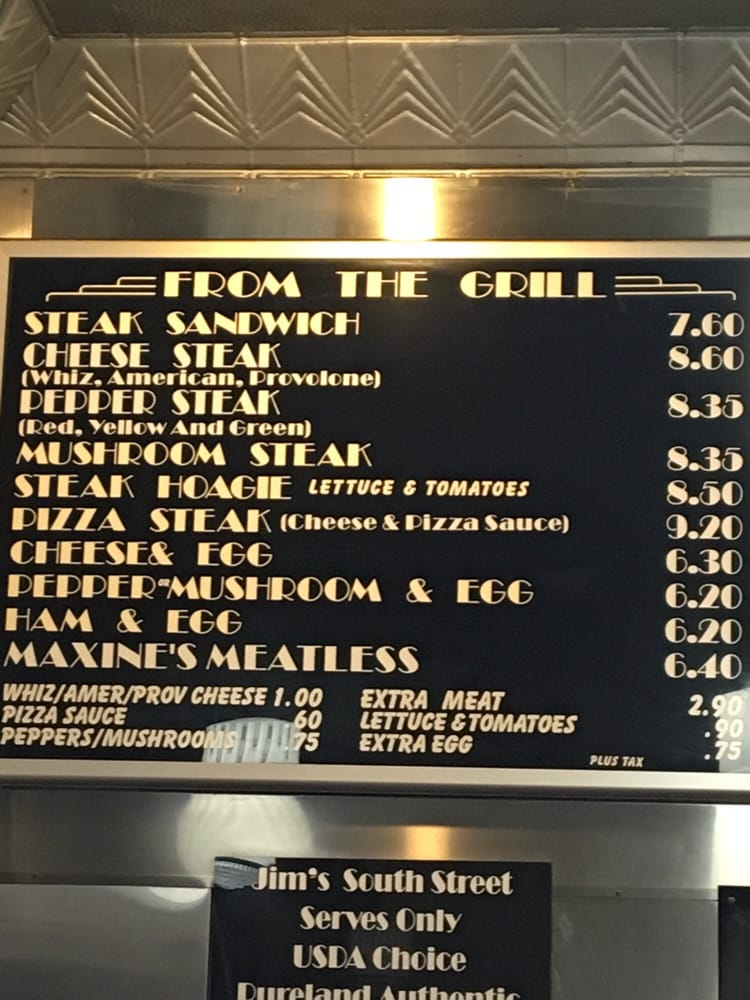 FROM THE GRILL
STEAK SANDWICH 7.60
CHEESE STEAK 8.60
(Whiz, American, Provolone)
PEPPER STEAK 8.35
(Red, Yellow And Green)
MUSHROOM STEAK 8.35
STEAK HOAGIE LETTUCE & TOMATOES 8.50
PIZZA STEAK (Cheese & Pizza Sauce) 9.20
CHEESE& EGG 6.30
PEPPER or MUSHROOM & EGG 6.20
HAM & EGG 6.20
MAXINE'S MEATLESS 6.40
WHIZ/AMER/PROV CHEESE 1.00 EXTRA MEAT 2.90
PIZZA SAUCE 60 LETTUCE & TOMATOES .90
PEPPERS/MUSHROOMS .75 EXTRA EGG .75
PLUS TAX
Jim's South Street
Serves Only
USDA Choice
Pureland Authentic